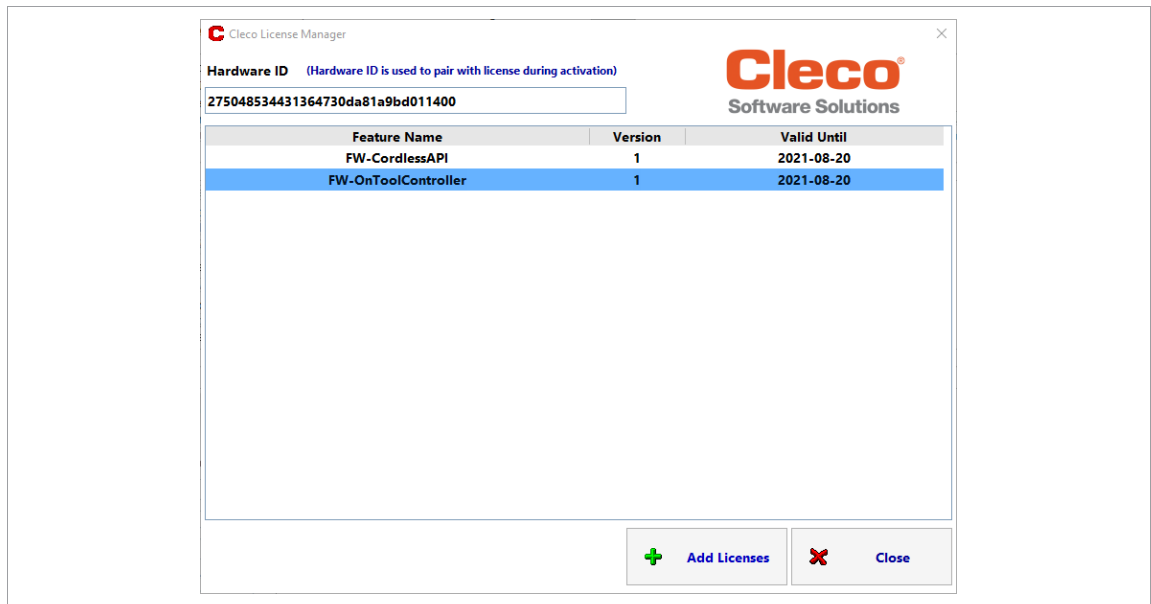 Cleco License Manager
Hardware ID (Hardware ID is used to pair with license during activation)
275048534431364730da81a9bd011400
Cleco®
Software Solutions
Feature Name Version Valid Until
FW-CordlessAPI 1 2021-08-20
FW-OnToolController 1 2021-08-20
Add Licenses Close